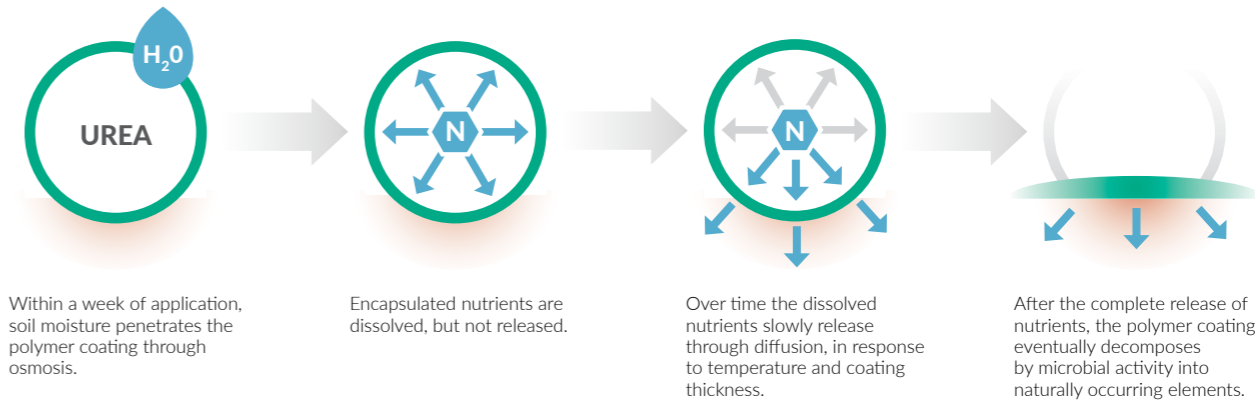 H₂0
UREA
N
N
Within a week of application,
soil moisture penetrates the
polymer coating through
osmosis.
Encapsulated nutrients are
dissolved, but not released.
Over time the dissolved
nutrients slowly release
through diffusion, in response
to temperature and coating
thickness.
After the complete release of
nutrients, the polymer coating
eventually decomposes
by microbial activity into
naturally occurring elements.